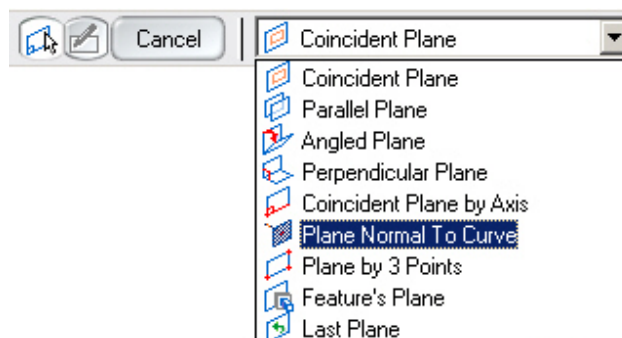 Cancel Coincident Plane
Coincident Plane
Parallel Plane
Angled Plane
Perpendicular Plane
Coincident Plane by Axis
Plane Normal To Curve
Plane by 3 Points
Feature's Plane
Last Plane